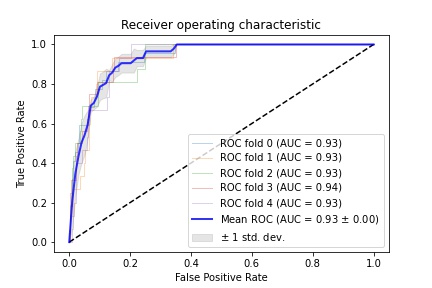 Receiver operating characteristic
True Positive Rate
1.0
0.8
0.6
0.4
0.2
0.0
ROC fold 0 (AUC = 0.93)
ROC fold 1 (AUC = 0.93)
ROC fold 2 (AUC = 0.93)
ROC fold 3 (AUC = 0.94)
ROC fold 4 (AUC = 0.93)
Mean ROC (AUC = 0.93 ± 0.00)
± 1 std. dev.
0.0 0.2 0.4 0.6 0.8 1.0
False Positive Rate